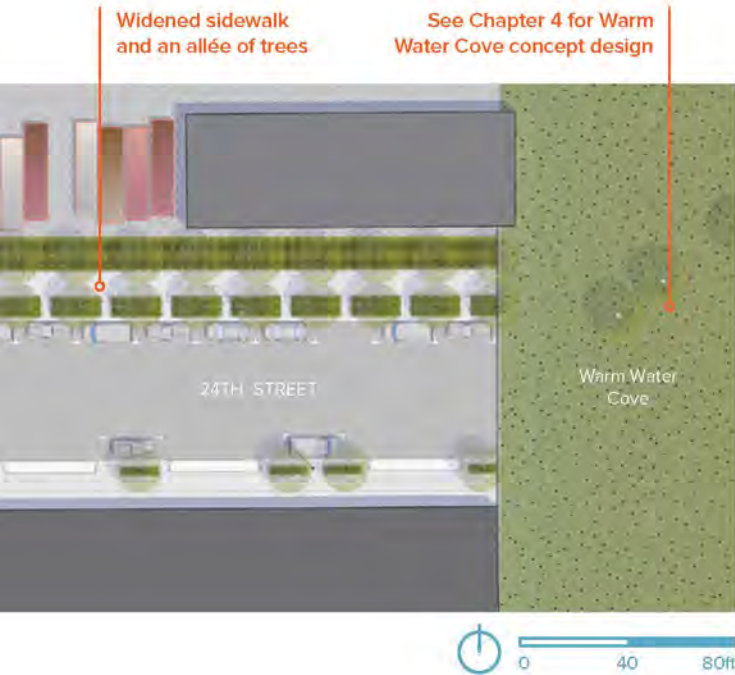 Widened sidewalk
and an allée of trees
See Chapter 4 for Warm
Water Cove concept design
24TH STREET
Warm Water
Cove
0 40 80ft